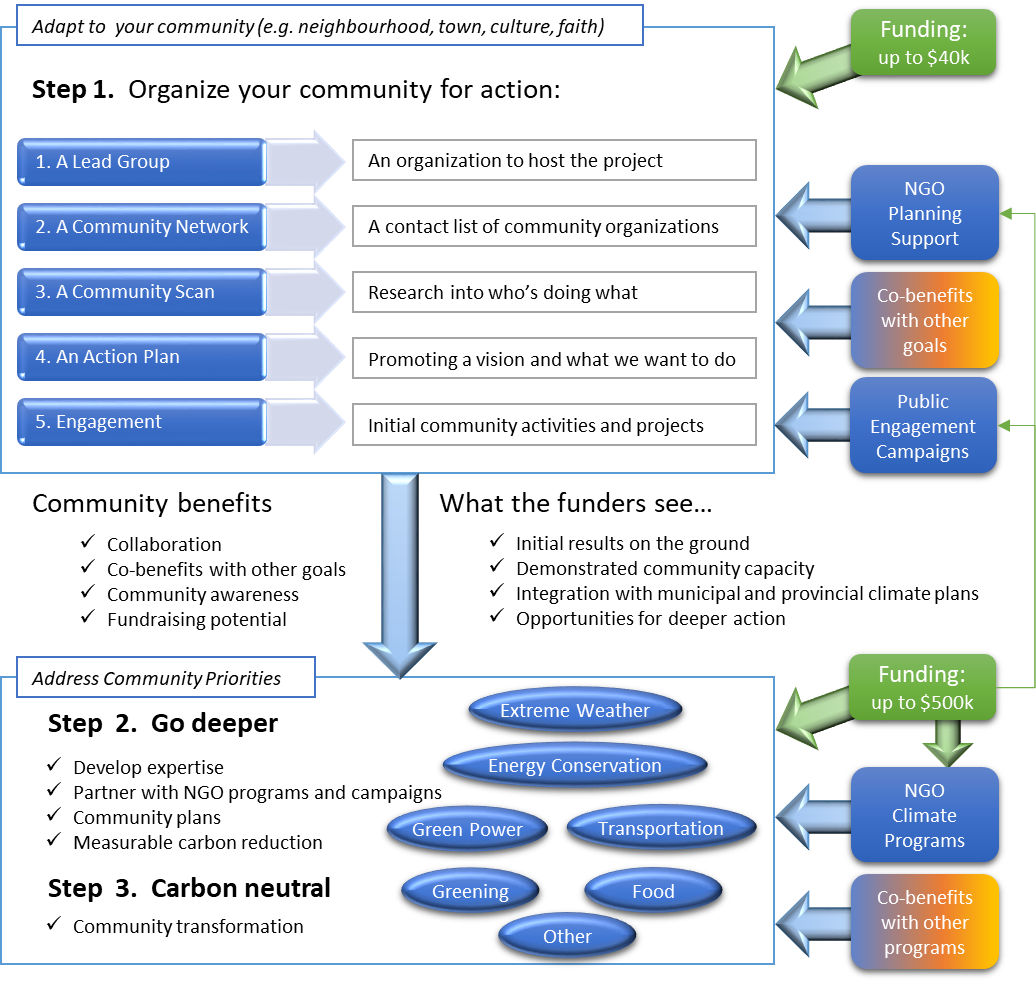 Adapt to your community (e.g. neighbourhood, town, culture, faith)
Funding:
up to $40k
Step 1. Organize your community for action:
1. A Lead Group
An organization to host the project
2. A Community Network
A contact list of community organizations
3. A Community Scan
Research into who's doing what
4. An Action Plan
Promoting a vision and what we want to do
5. Engagement
Initial community activities and projects
NGO
Planning
Support
Co-benefits
with other
goals
Public
Engagement
Campaigns
Community benefits
✓ Collaboration
✓ Co-benefits with other goals
✓ Community awareness
✓ Fundraising potential
What the funders see…
✓ Initial results on the ground
✓ Demonstrated community capacity
✓ Integration with municipal and provincial climate plans
✓ Opportunities for deeper action
Address Community Priorities
Step 2. Go deeper
✓ Develop expertise
✓ Partner with NGO programs and campaigns
✓ Community plans
✓ Measurable carbon reduction
Step 3. Carbon neutral
✓ Community transformation
Extreme Weather
Energy Conservation
Green Power
Transportation
Greening
Food
Other
Funding:
up to $500k
NGO
Climate
Programs
Co-benefits
with other
programs